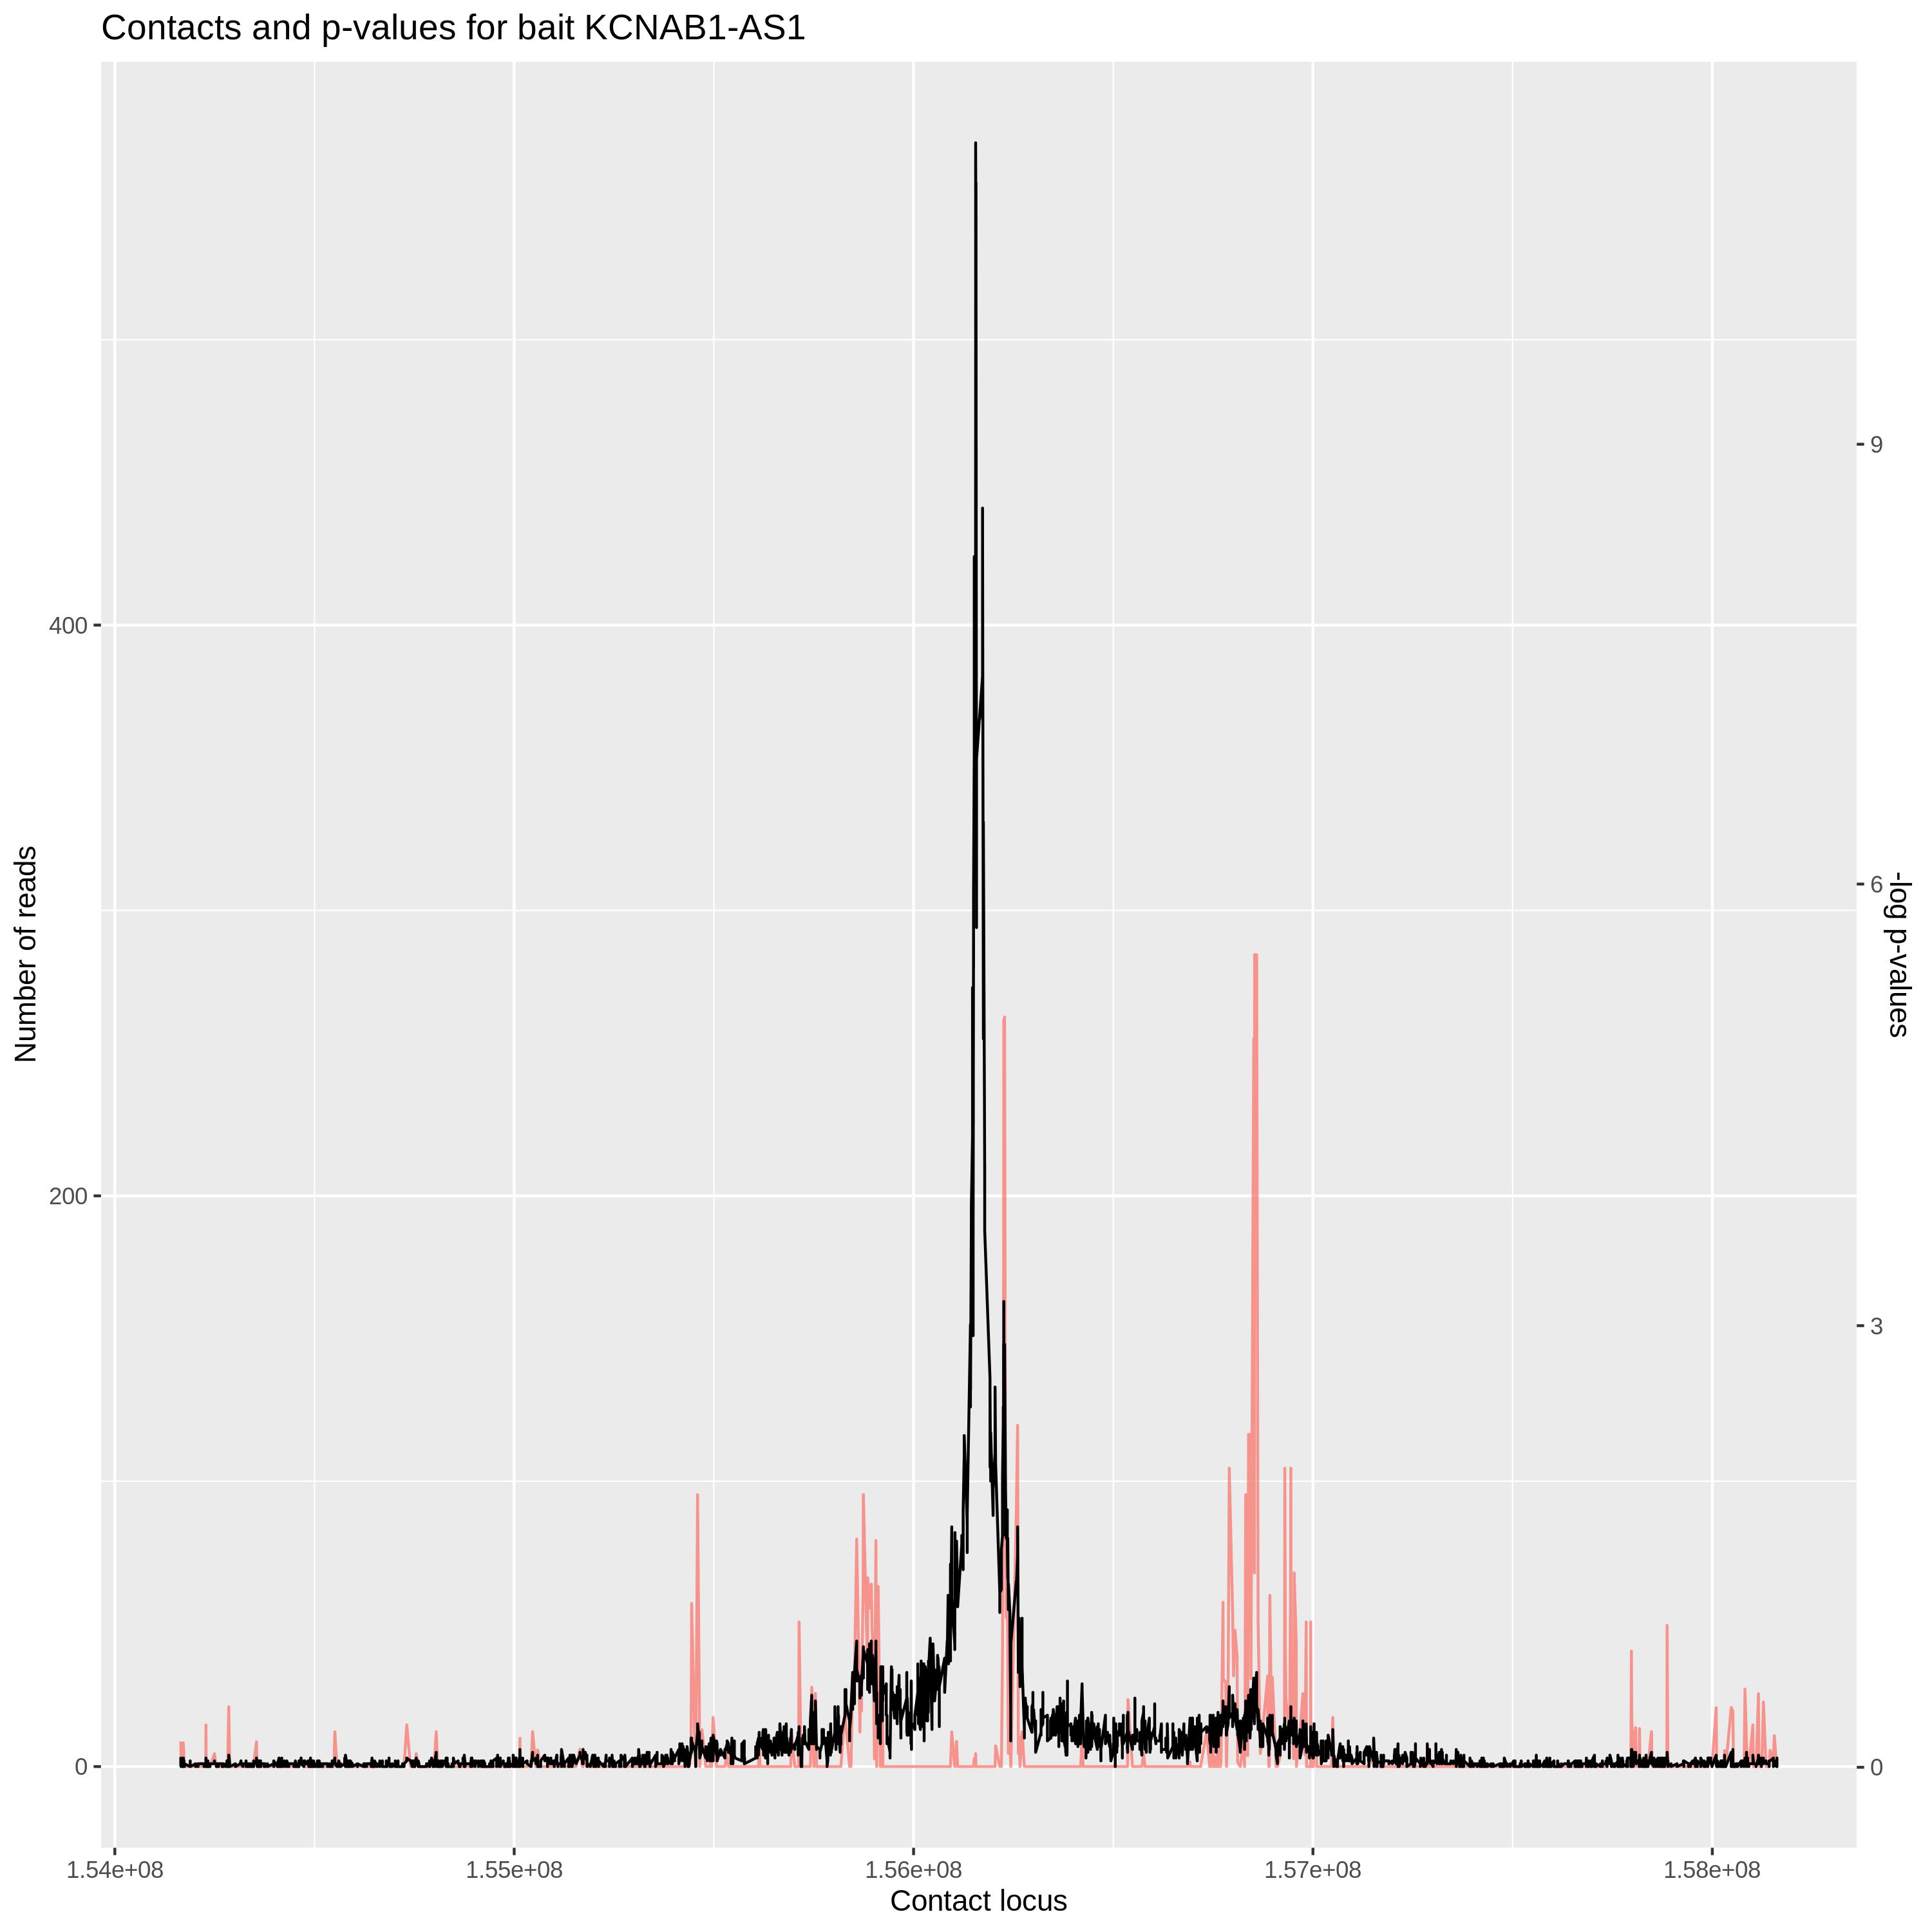 Contacts and p-values for bait KCNAB1-AS1
Number of reads
400
200
0
9
6
3
0
-log p-values
1.54e+08
1.55e+08
1.56e+08
1.57e+08
1.58e+08
Contact locus